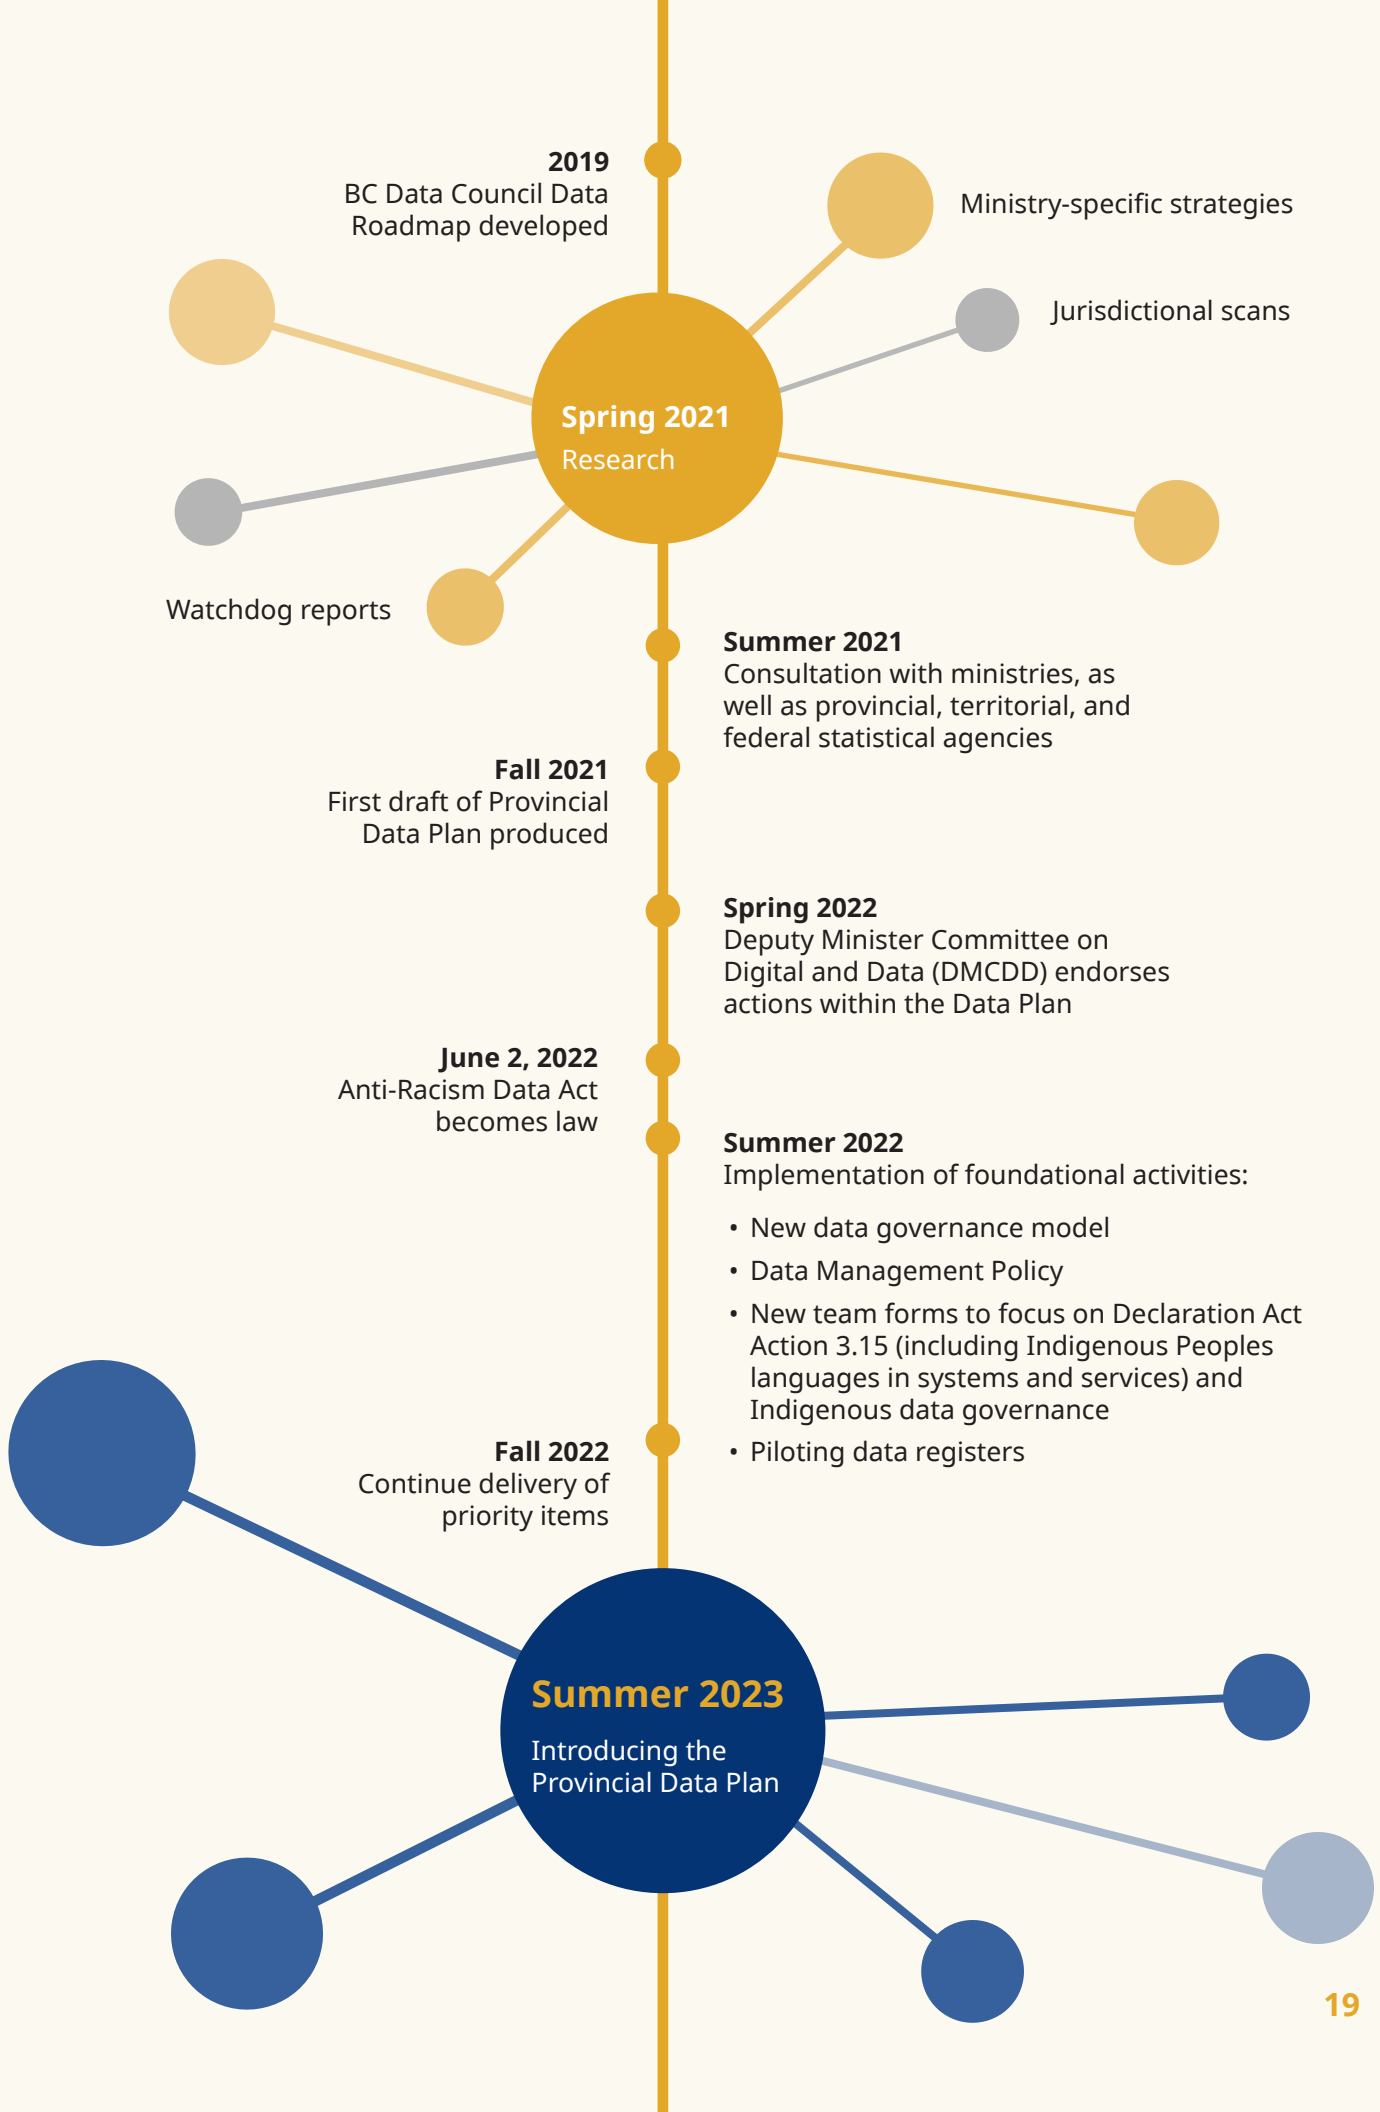 2019
BC Data Council Data
Roadmap developed
Ministry-specific strategies
Jurisdictional scans
Spring 2021
Research
Watchdog reports
Summer 2021
Consultation with ministries, as
well as provincial, territorial, and
federal statistical agencies
Fall 2021
First draft of Provincial
Data Plan produced
Spring 2022
Deputy Minister Committee on
Digital and Data (DMCDD) endorses
actions within the Data Plan
June 2, 2022
Anti-Racism Data Act
becomes law
Summer 2022
Implementation of foundational activities:
• New data governance model
• Data Management Policy
• New team forms to focus on Declaration Act
Action 3.15 (including Indigenous Peoples
languages in systems and services) and
Indigenous data governance
• Piloting data registers
Fall 2022
Continue delivery of
priority items
Summer 2023
Introducing the
Provincial Data Plan
19